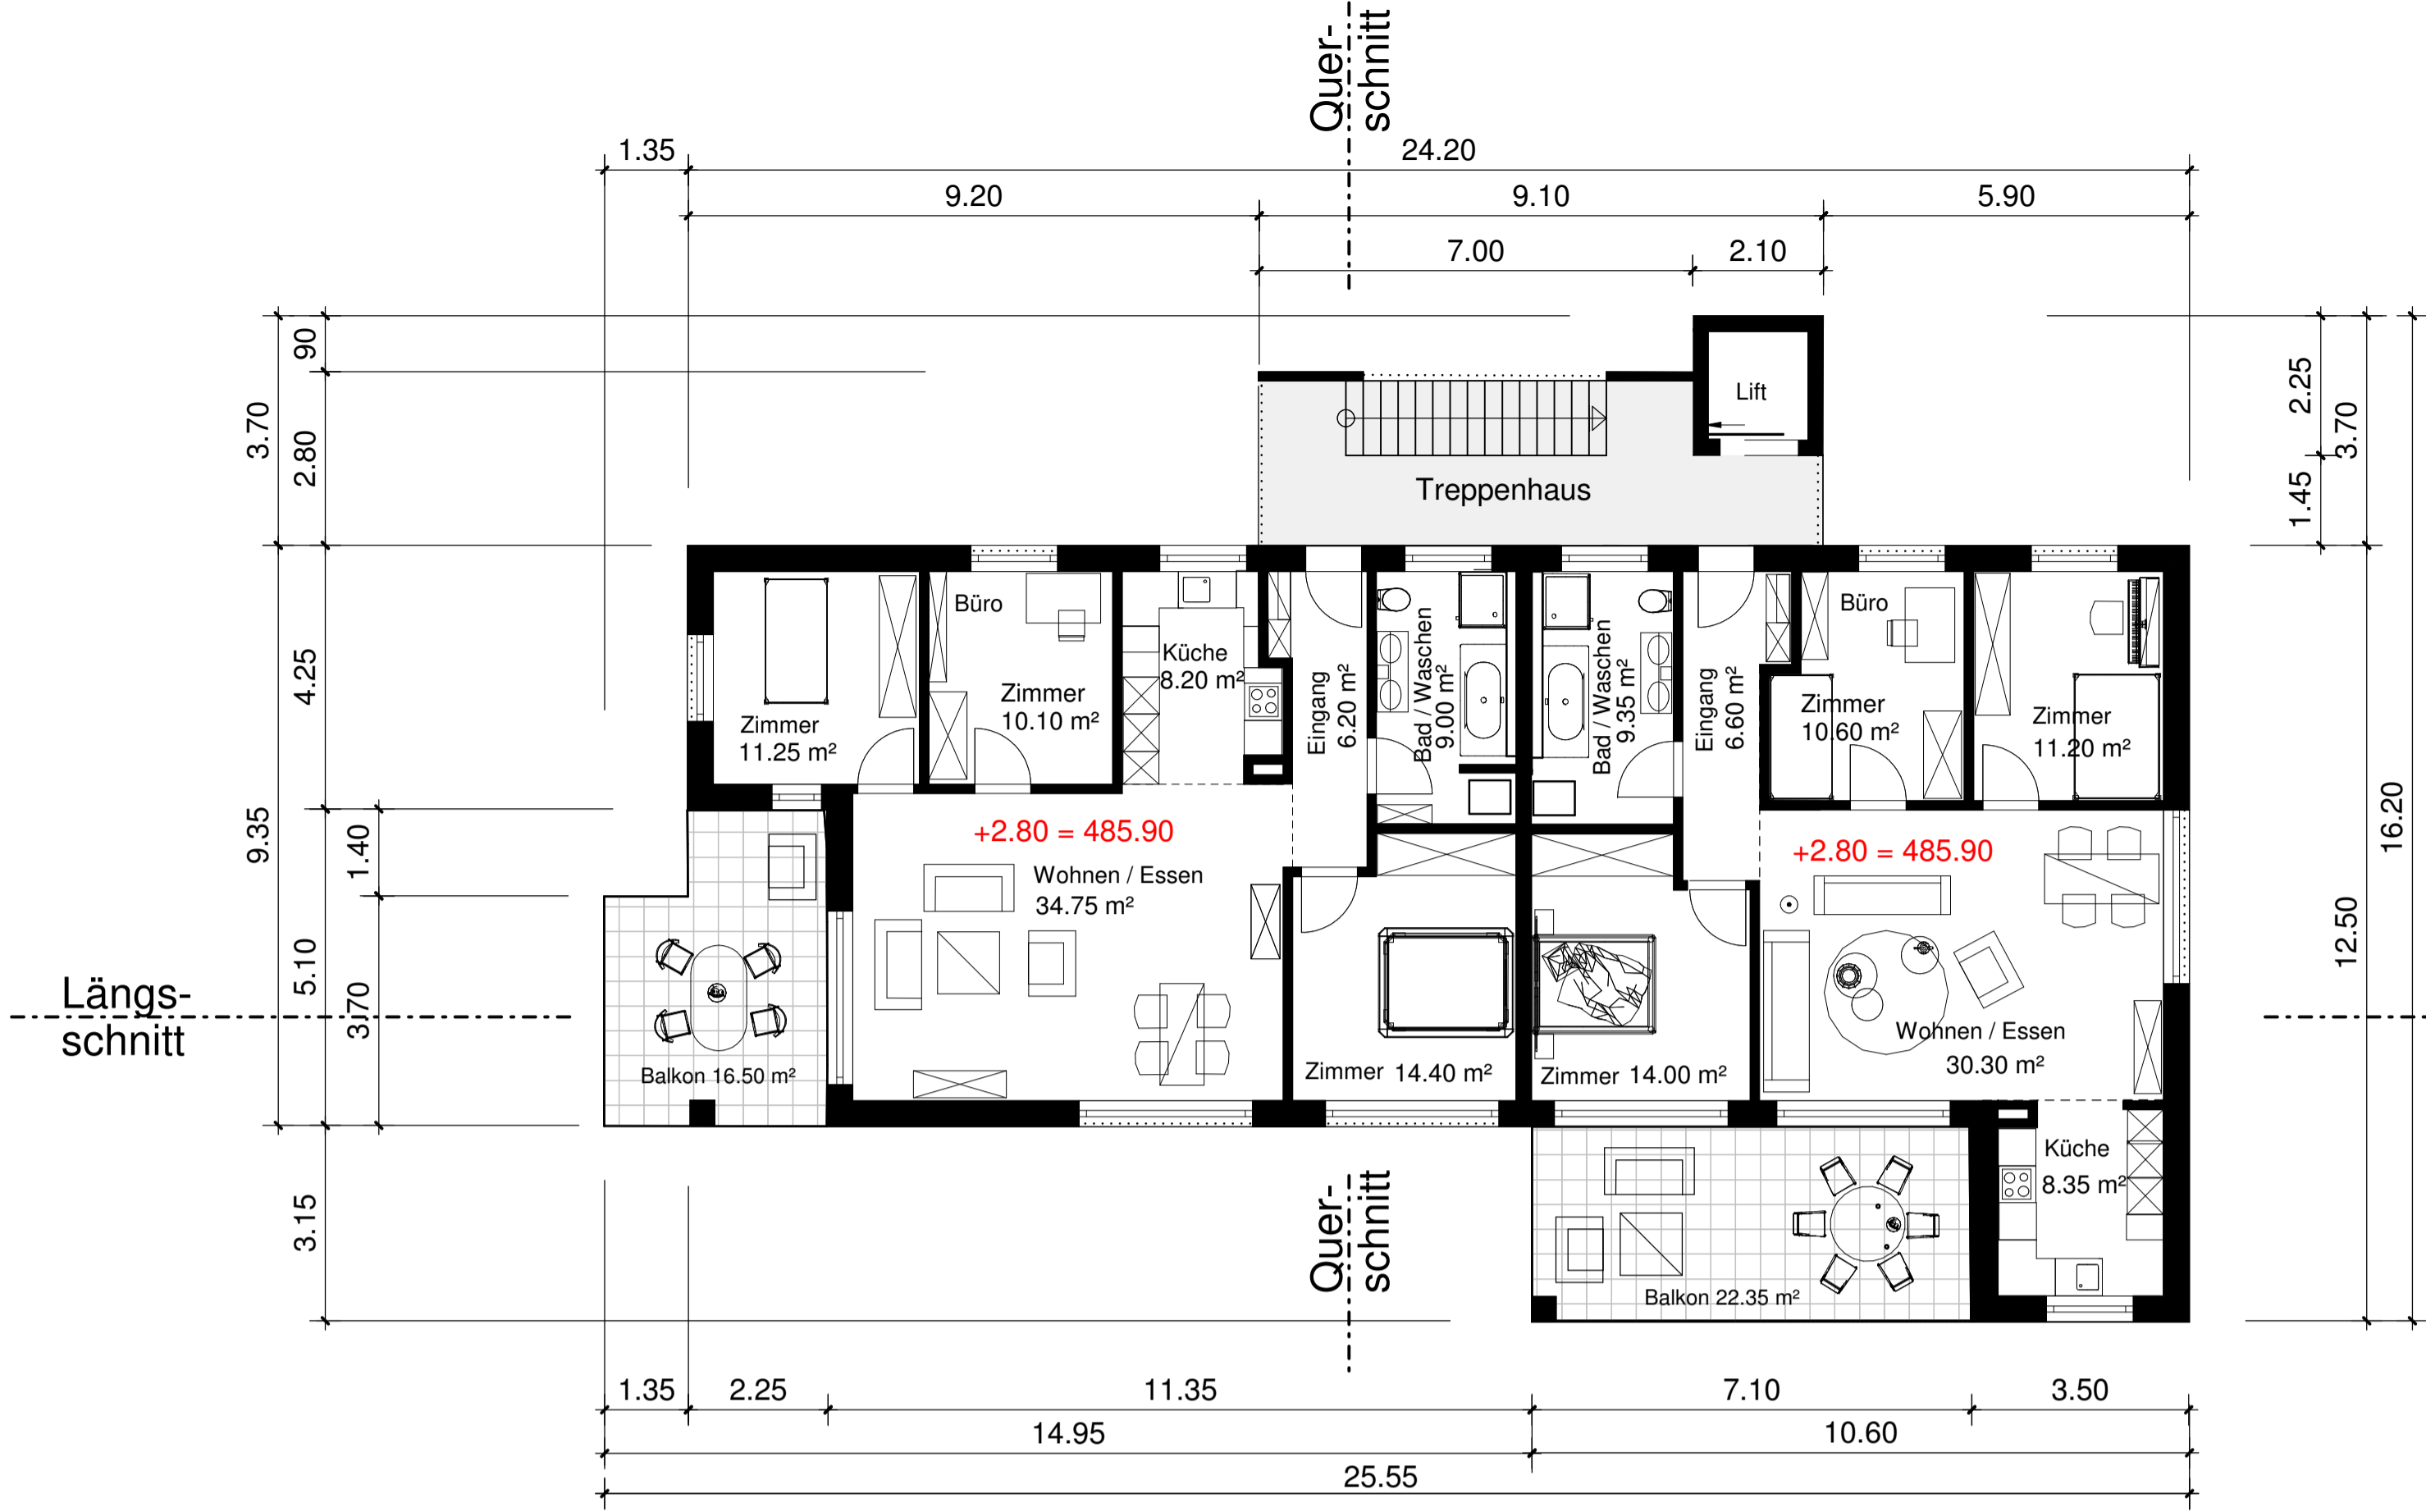 Quer-
schnitt
1.35
24.20
9.20
9.10
5.90
7.00
2.10
90
3.70
2.80
2.25
3.70
1.45
Lift
Treppenhaus
4.25
9.35
1.40
5.10
3.70
3.15
16.20
12.50
Büro
Zimmer
11.25 m²
Zimmer
10.10 m²
Küche
8.20 m²
Eingang
6.20 m²
Bad / Waschen
9.00 m²
Bad / Waschen
9.35 m²
Eingang
6.60 m²
Büro
Zimmer
10.60 m²
Zimmer
11.20 m²
+2.80 = 485.90
Wohnen / Essen
34.75 m²
+2.80 = 485.90
Wohnen / Essen
30.30 m²
Längs-
schnitt
Balkon 16.50 m²
Zimmer 14.40 m²
Zimmer 14.00 m²
Küche
8.35 m²
Balkon 22.35 m²
Quer-
schnitt
1.35
2.25
11.35
7.10
3.50
14.95
10.60
25.55